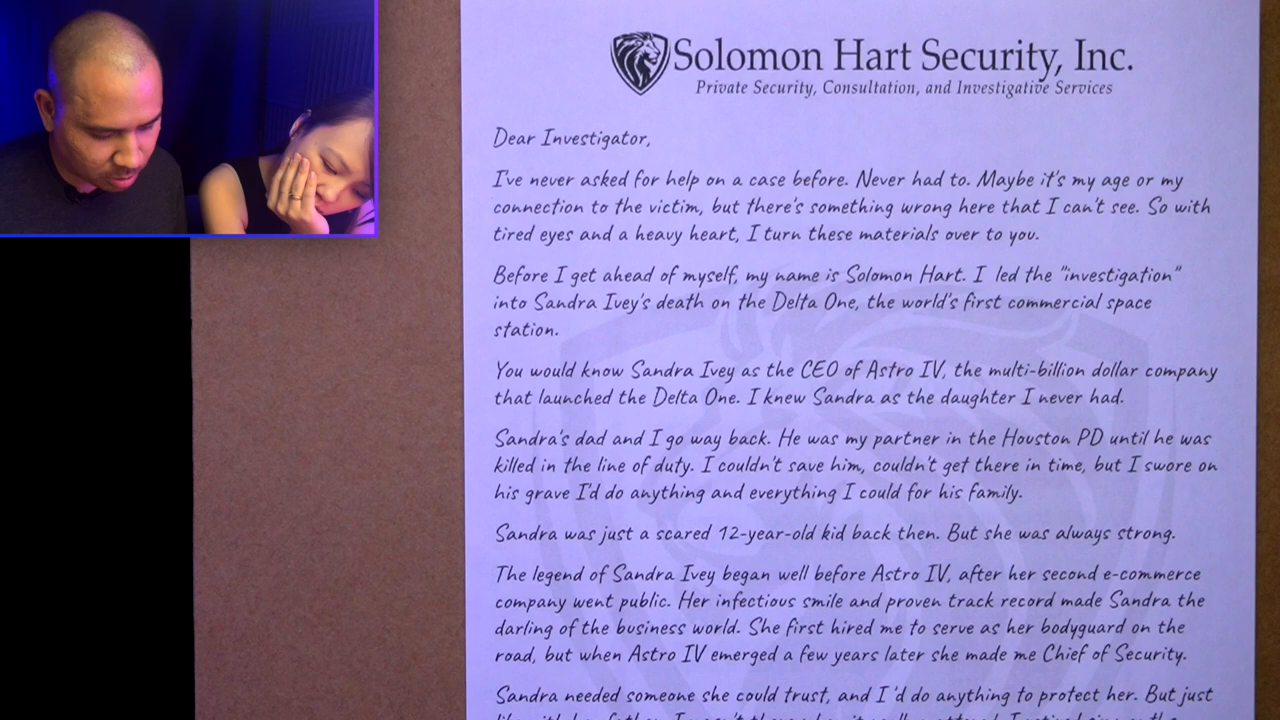 Solomon Hart Security, Inc.
Private Security, Consultation, and Investigative Services
Dear Investigator,
I've never asked for help on a case before. Never had to. Maybe it's my age or my
connection to the victim, but there's something wrong here that I can't see. So with
tired eyes and a heavy heart, I turn these materials over to you.
Before I get ahead of myself, my name is Solomon Hart. I led the "investigation"
into Sandra Ivey's death on the Delta One, the world's first commercial space
station.
You would know Sandra Ivey as the CEO of Astro IV, the multi-billion dollar company
that launched the Delta One. I knew Sandra as the daughter I never had.
Sandra's dad and I go way back. He was my partner in the Houston PD until he was
killed in the line of duty. I couldn't save him, couldn't get there in time, but I swore on
his grave I'd do anything and everything I could for his family.
Sandra was just a scared 12-year-old kid back then. But she was always strong.
The legend of Sandra Ivey began well before Astro IV, after her second e-commerce
company went public. Her infectious smile and proven track record made Sandra the
darling of the business world. She first hired me to serve as her bodyguard on the
road, but when Astro IV emerged a few years later she made me Chief of Security.
Sandra needed someone she could trust, and I'd do anything to protect her. But just